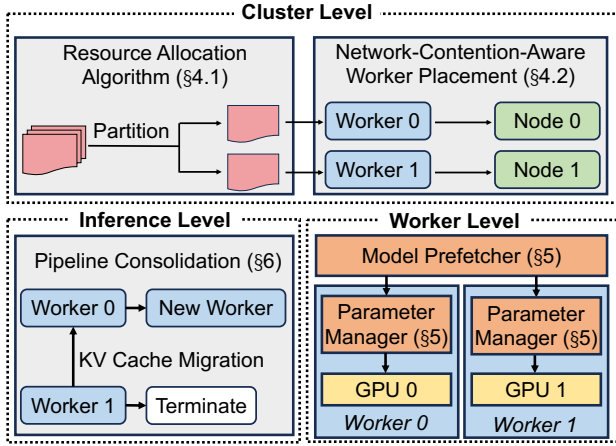 Cluster Level
Resource Allocation
Algorithm (§4.1)
Partition
Network-Contention-Aware
Worker Placement (§4.2)
Worker 0
Node 0
Worker 1
Node 1
Inference Level
Pipeline Consolidation (§6)
Worker 0
New Worker
KV Cache Migration
Worker 1
Terminate
Worker Level
Model Prefetcher (§5)
Parameter
Manager (§5)
GPU 0
Worker 0
Parameter
Manager (§5)
GPU 1
Worker 1